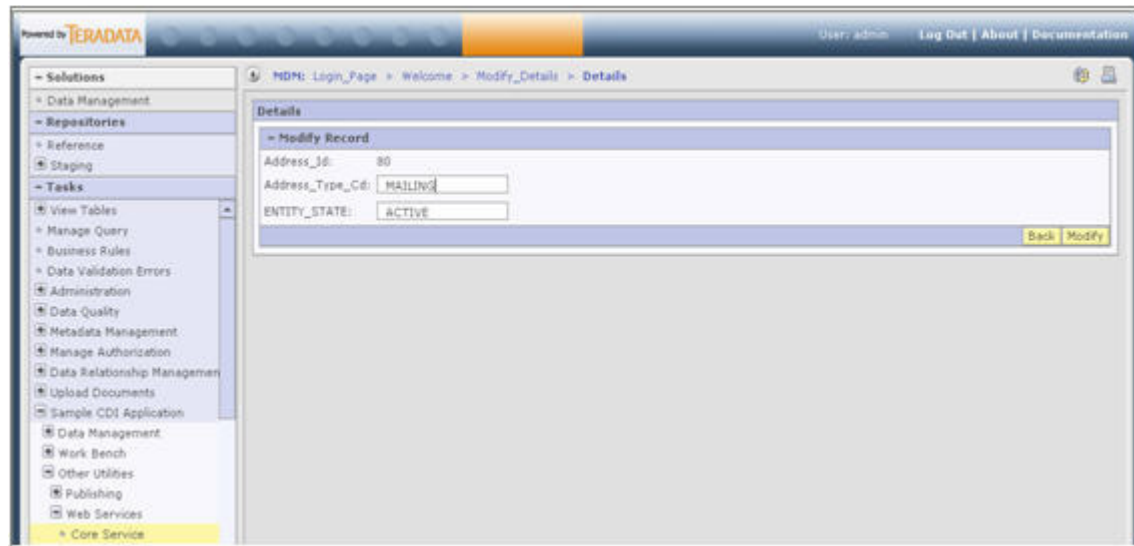 Powered by TERADATA
User: admin Log Out | About | Documentation
− Solutions
Data Management
− Repositories
Reference
Staging
− Tasks
View Tables
Manage Query
Business Rules
Data Validation Errors
Administration
Data Quality
Metadata Management
Manage Authorization
Data Relationship Managemen
Upload Documents
Sample CDI Application
Data Management
Work Bench
Other Utilities
Publishing
Web Services
Core Service
MDM: Login_Page > Welcome > Modify_Details > Details
Details
− Modify Record
Address_Id: 80
Address_Type_Cd: MAILING
ENTITY_STATE: ACTIVE
Back Modify